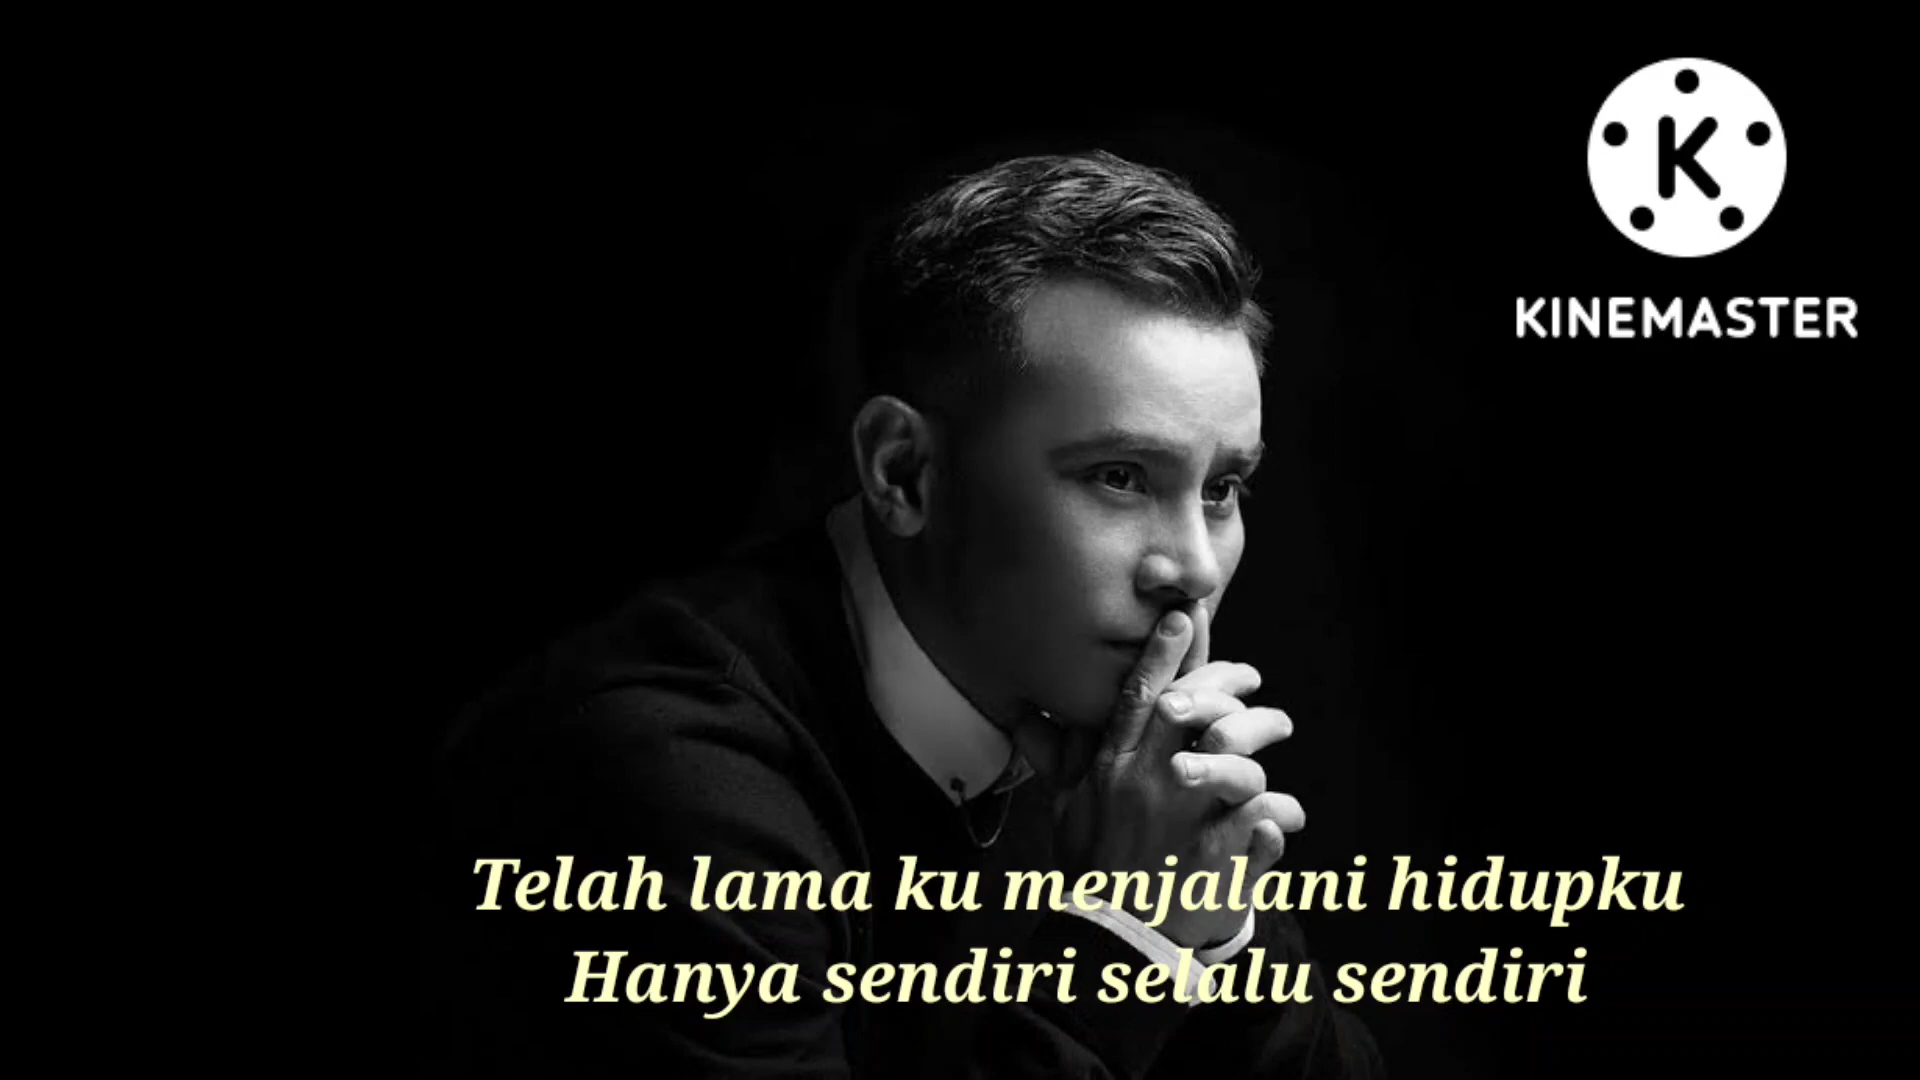 K
KINEMASTER
Telah lama ku menjalani hidupku
Hanya sendiri selalu sendiri